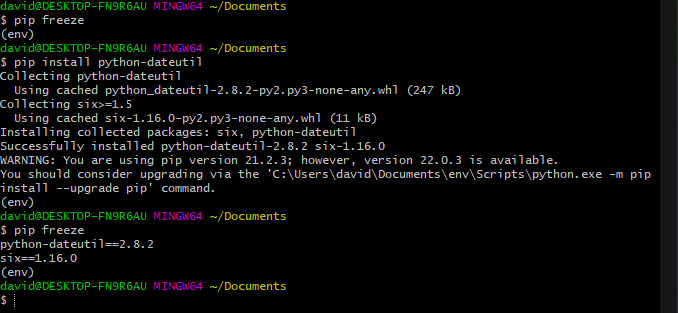 david@DESKTOP-FN9R6AU MINGW64 ~/Documents
$ pip freeze
(env)
david@DESKTOP-FN9R6AU MINGW64 ~/Documents
$ pip install python-dateutil
Collecting python-dateutil
  Using cached python_dateutil-2.8.2-py2.py3-none-any.whl (247 kB)
Collecting six>=1.5
  Using cached six-1.16.0-py2.py3-none-any.whl (11 kB)
Installing collected packages: six, python-dateutil
Successfully installed python-dateutil-2.8.2 six-1.16.0
WARNING: You are using pip version 21.2.3; however, version 22.0.3 is available.
You should consider upgrading via the 'C:\Users\david\Documents\env\Scripts\python.exe -m pip
install --upgrade pip' command.
(env)
david@DESKTOP-FN9R6AU MINGW64 ~/Documents
$ pip freeze
python-dateutil==2.8.2
six==1.16.0
(env)
david@DESKTOP-FN9R6AU MINGW64 ~/Documents
$